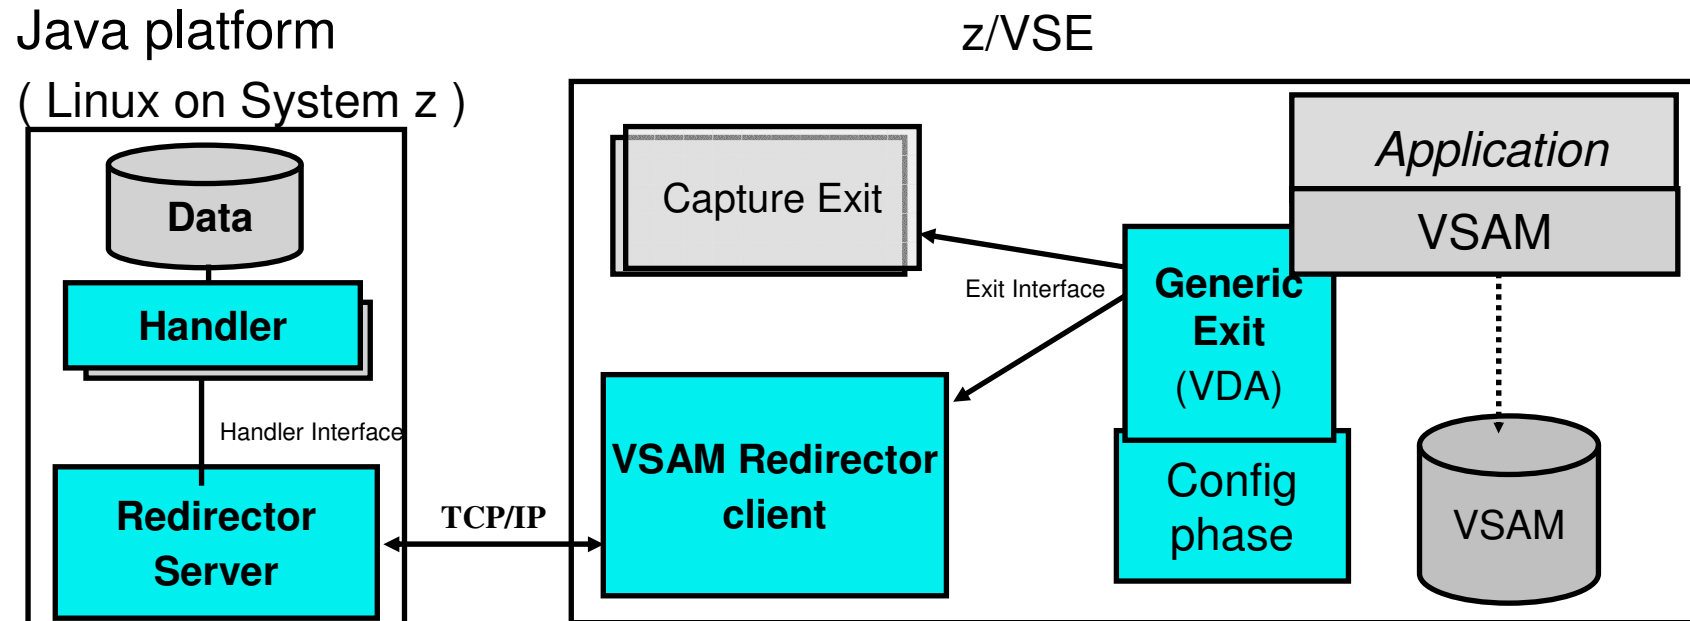 Java platform
( Linux on System z )
Data
Handler
Handler Interface
Redirector
Server
TCP/IP
z/VSE
Capture Exit
Exit Interface
VSAM Redirector
client
Generic
Exit
(VDA)
Config
phase
Application
VSAM
VSAM